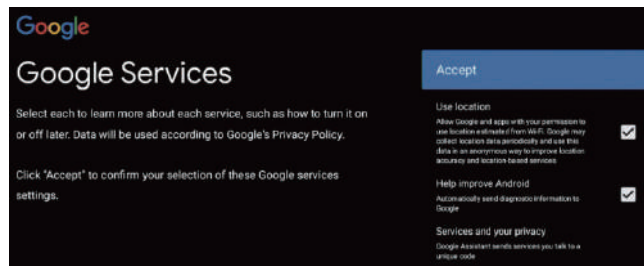 Google
Google Services
Select each to learn more about each service, such as how to turn it on
or off later. Data will be used according to Google's Privacy Policy.
Click "Accept" to confirm your selection of these Google services
settings.
Accept
Use location
Allow Google and apps with your permission to
use location estimated from Wi-Fi. Google may
collect location data periodically and use this
data in an anonymous way to improve location
accuracy and location-based services
Help improve Android
Automatically send diagnostic information to
Google
Services and your privacy
Google Assistant sends services you talk to a
unique code